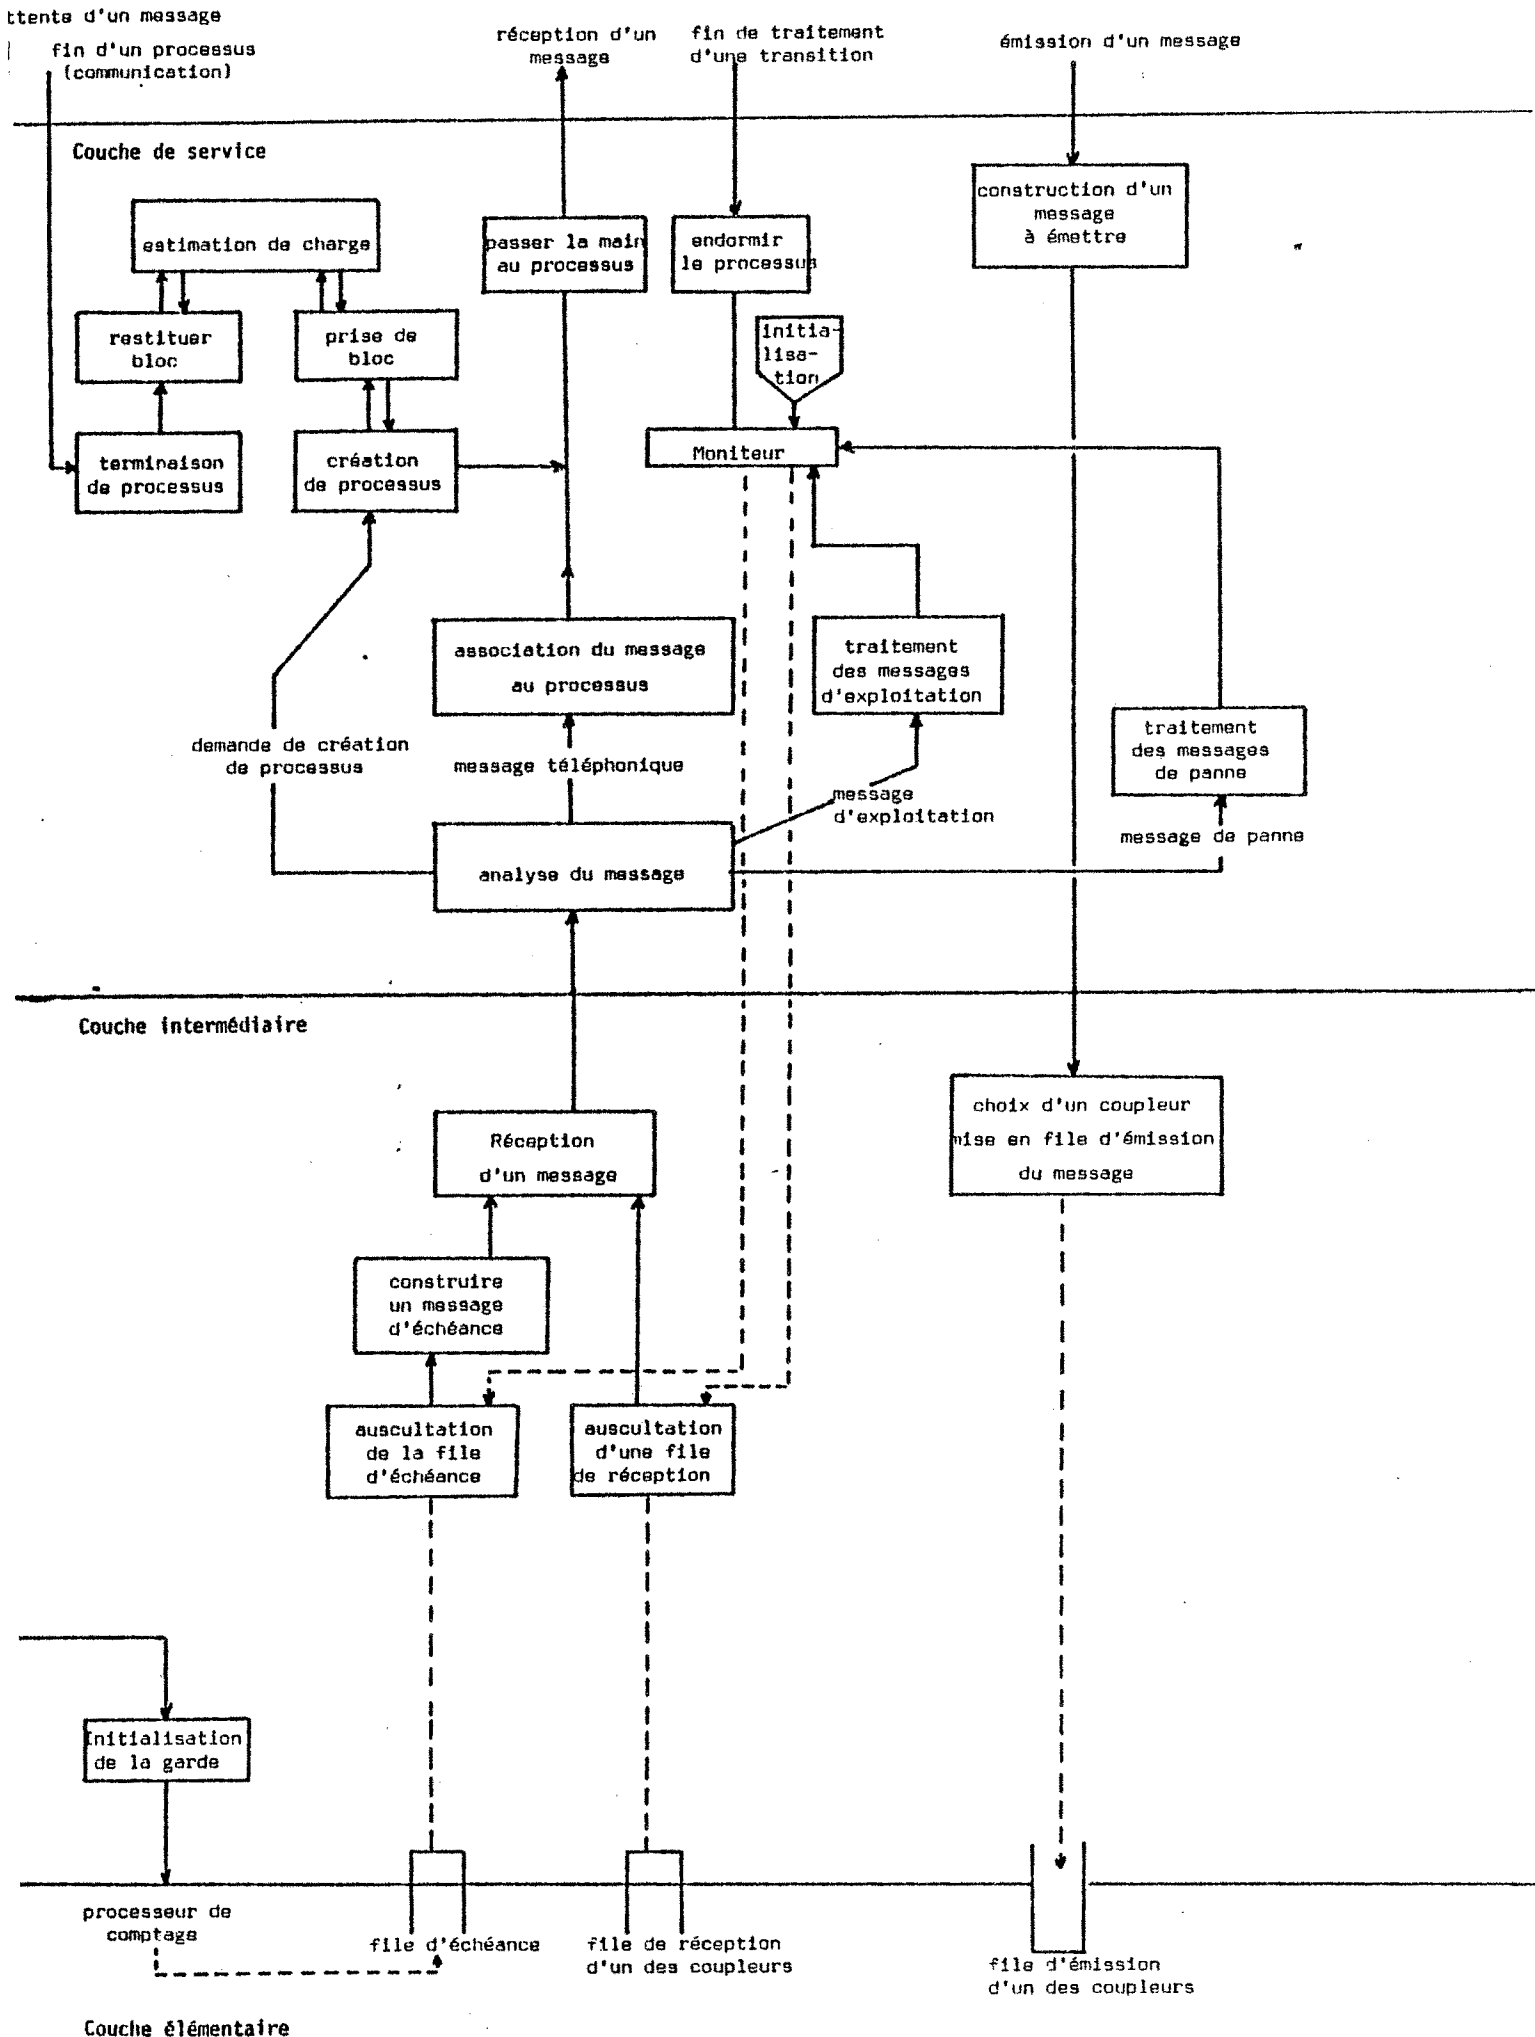 ttente d'un message
fin d'un processus
(communication)
réception d'un
message
fin de traitement
d'une transition
émission d'un message
Couche de service
estimation de charge
restituer
bloc
prise de
bloc
terminaison
de processus
création
de processus
passer la main
au processus
endormir
le processus
initia-
lisa-
tion
Moniteur
construction d'un
message
à émettre
association du message
au processus
traitement
des messages
d'exploitation
traitement
des messages
de panne
demande de création
de processus
message téléphonique
message
d'exploitation
message de panne
analyse du message
Couche intermédiaire
Réception
d'un message
choix d'un coupleur
mise en file d'émission
du message
construire
un message
d'échéance
auscultation
de la file
d'échéance
auscultation
d'une file
de réception
Initialisation
de la garde
processeur de
comptage
file d'échéance
file de réception
d'un des coupleurs
file d'émission
d'un des coupleurs
Couche élémentaire